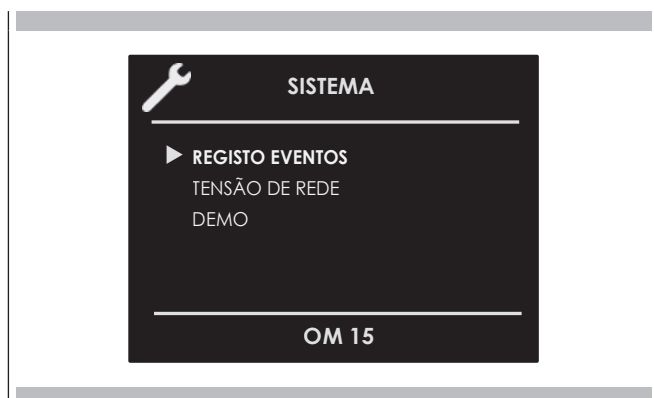 SISTEMA
REGISTO EVENTOS
TENSÃO DE REDE
DEMO
OM 15